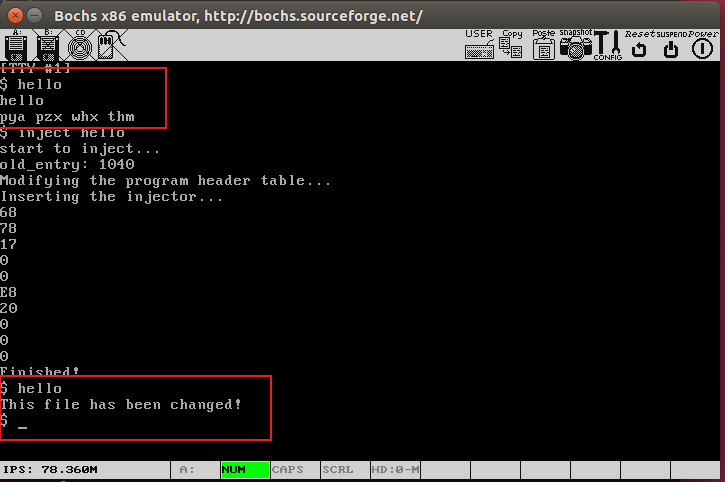 Bochs x86 emulator, http://bochs.sourceforge.net/
A: B: CD USER Copy Paste snapshot CONFIG Reset SUSPEND Power
[TTY #1]
$ hello
hello
pya pzx whx thm
$ inject hello
start to inject...
old_entry: 1040
Modifying the program header table...
Inserting the injector...
68
78
17
0
0
E8
20
0
0
0
Finished!
$ hello
This file has been changed!
$ _
IPS: 78.360M A: NUM CAPS SCRL HD:0-M